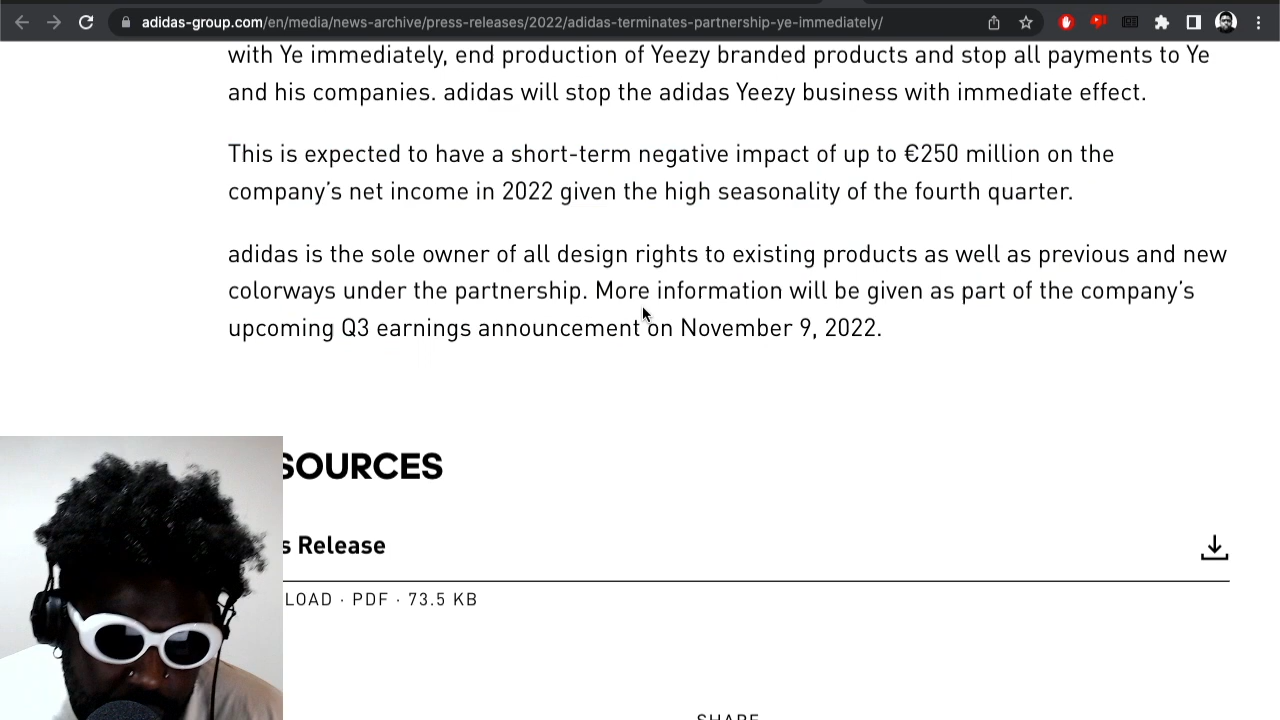 adidas-group.com/en/media/news-archive/press-releases/2022/adidas-terminates-partnership-ye-immediately/
with Ye immediately, end production of Yeezy branded products and stop all payments to Ye
and his companies. adidas will stop the adidas Yeezy business with immediate effect.
This is expected to have a short-term negative impact of up to €250 million on the
company’s net income in 2022 given the high seasonality of the fourth quarter.
adidas is the sole owner of all design rights to existing products as well as previous and new
colorways under the partnership. More information will be given as part of the company’s
upcoming Q3 earnings announcement on November 9, 2022.
SOURCES
s Release
LOAD · PDF · 73.5 KB
SHARE